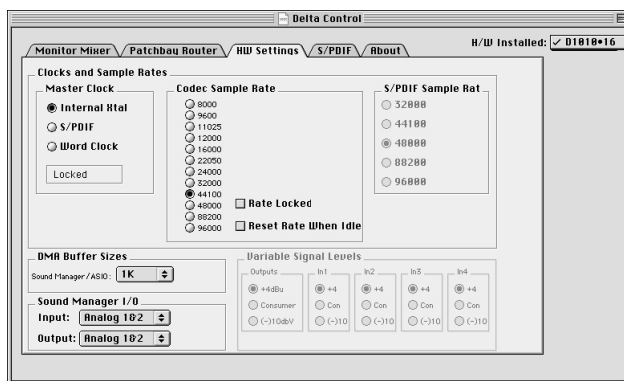 Delta Control
Monitor Mixer Patchbay Router HW Settings S/PDIF About
H/W Installed: ✓ D1010•16
Clocks and Sample Rates
Master Clock
Internal Xtal
S/PDIF
Word Clock
Locked
Codec Sample Rate
8000
9600
11025
12000
16000
22050
24000
32000
44100
48000
88200
96000
Rate Locked
Reset Rate When Idle
S/PDIF Sample Rat
32000
44100
48000
88200
96000
DMA Buffer Sizes
Sound Manager/ASIO: 1K
Sound Manager I/O
Input: Analog 1&2
Output: Analog 1&2
Variable Signal Levels
Outputs In1 In2 In3 In4
+4dBu +4 +4 +4 +4
Consumer Con Con Con Con
(-)10dbV (-)10 (-)10 (-)10 (-)10